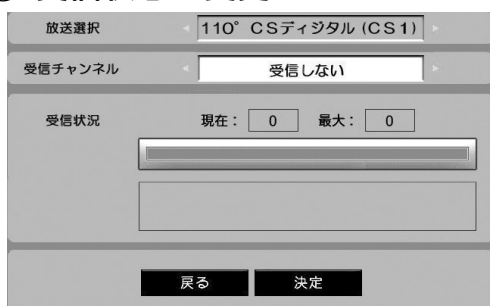 放送選択 110° CSディジタル (CS1)
受信チャンネル 受信しない
受信状況 現在： 0 最大： 0
戻る 決定